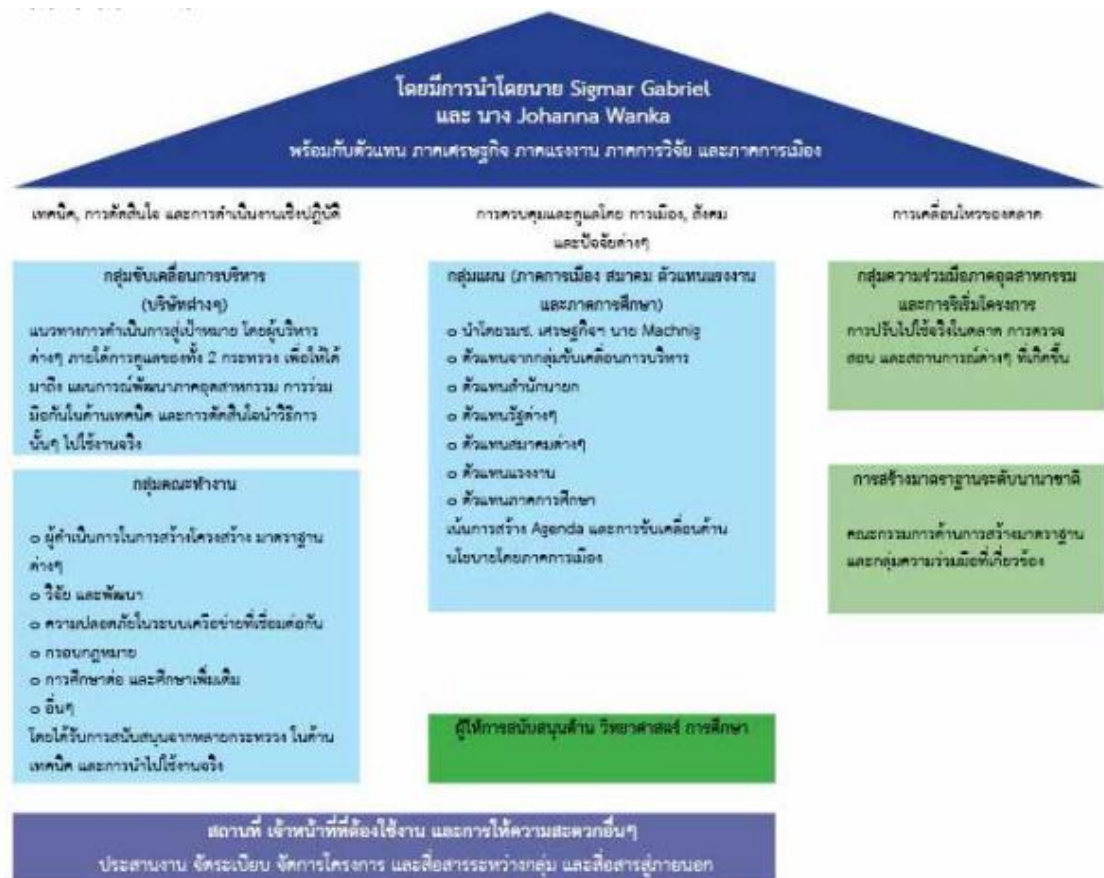 โดยมีการนำโดยนาย Sigmar Gabriel
และ นาง Johanna Wanka
พร้อมกับตัวแทน ภาคเศรษฐกิจ ภาคแรงงาน ภาคการวิจัย และภาคการเมือง
เทคนิค, การตัดสินใจ และการดำเนินงานเชิงปฏิบัติ
กลุ่มขับเคลื่อนการบริหาร
(บริษัทต่างๆ)
แนวทางการดำเนินการสู่เป้าหมาย โดยผู้บริหาร
ต่างๆ ภายใต้การดูแลของทั้ง 2 กระทรวง เพื่อให้ได้
มาถึง แผนการณ์พัฒนาภาคอุตสาหกรรม การร่วม
มือกันในด้านเทคนิค และการตัดสินใจนำวิธีการ
นั้นๆ ไปใช้งานจริง
กลุ่มคณะทำงาน
o ผู้ดำเนินการในการสร้างโครงสร้าง มาตราฐาน
ต่างๆ
o วิจัย และพัฒนา
o ความปลอดภัยในระบบเครือข่ายที่เชื่อมต่อกัน
o กรอบกฎหมาย
o การศึกษาต่อ และศึกษาเพิ่มเติม
o อื่นๆ
โดยได้รับการสนับสนุนจากหลายกระทรวง ในด้าน
เทคนิค และการนำไปใช้งานจริง
การควบคุมและดูแลโดย การเมือง, สังคม
และปัจจัยต่างๆ
กลุ่มแผน (ภาคการเมือง สมาคม ตัวแทนแรงงาน
และภาคการศึกษา)
o นำโดยรมช. เศรษฐกิจฯ นาย Machnig
o ตัวแทนจากกลุ่มขับเคลื่อนการบริหาร
o ตัวแทนสำนักนายก
o ตัวแทนรัฐต่างๆ
o ตัวแทนสมาคมต่างๆ
o ตัวแทนแรงงาน
o ตัวแทนภาคการศึกษา
เน้นการสร้าง Agenda และการขับเคลื่อนด้าน
นโยบายโดยภาคการเมือง
ผู้ให้การสนับสนุนด้าน วิทยาศาสตร์ การศึกษา
การเคลื่อนไหวของตลาด
กลุ่มความร่วมมือภาคอุตสาหกรรม
และการริเริ่มโครงการ
การปรับไปใช้จริงในตลาด การตรวจ
สอบ และสถานการณ์ต่างๆ ที่เกิดขึ้น
การสร้างมาตราฐานระดับนานาชาติ
คณะกรรมการด้านการสร้างมาตราฐาน
และกลุ่มความร่วมมือที่เกี่ยวข้อง
สถานที่ เจ้าหน้าที่ที่ต้องใช้งาน และการให้ความสะดวกอื่นๆ
ประสานงาน จัดระเบียบ จัดการโครงการ และสื่อสารระหว่างกลุ่ม และสื่อสารสู่ภายนอก